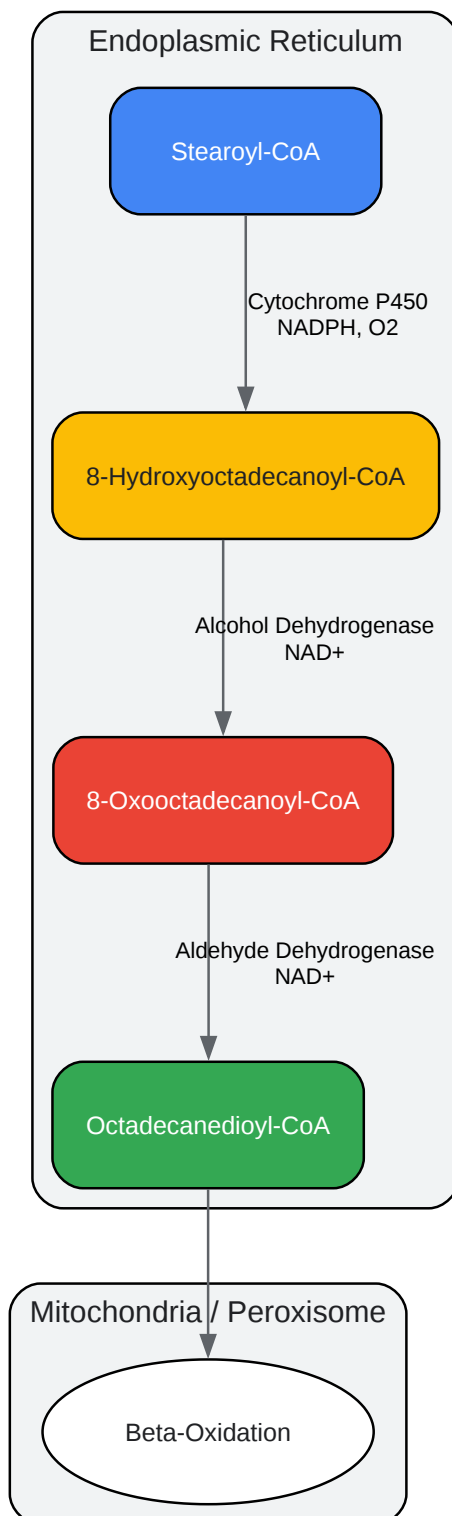 Endoplasmic Reticulum
Stearoyl-CoA
Cytochrome P450
NADPH, O2
8-Hydroxyoctadecanoyl-CoA
Alcohol Dehydrogenase
NAD+
8-Oxooctadecanoyl-CoA
Aldehyde Dehydrogenase
NAD+
Octadecanedioyl-CoA
Mitochondria / Peroxisome
Beta-Oxidation